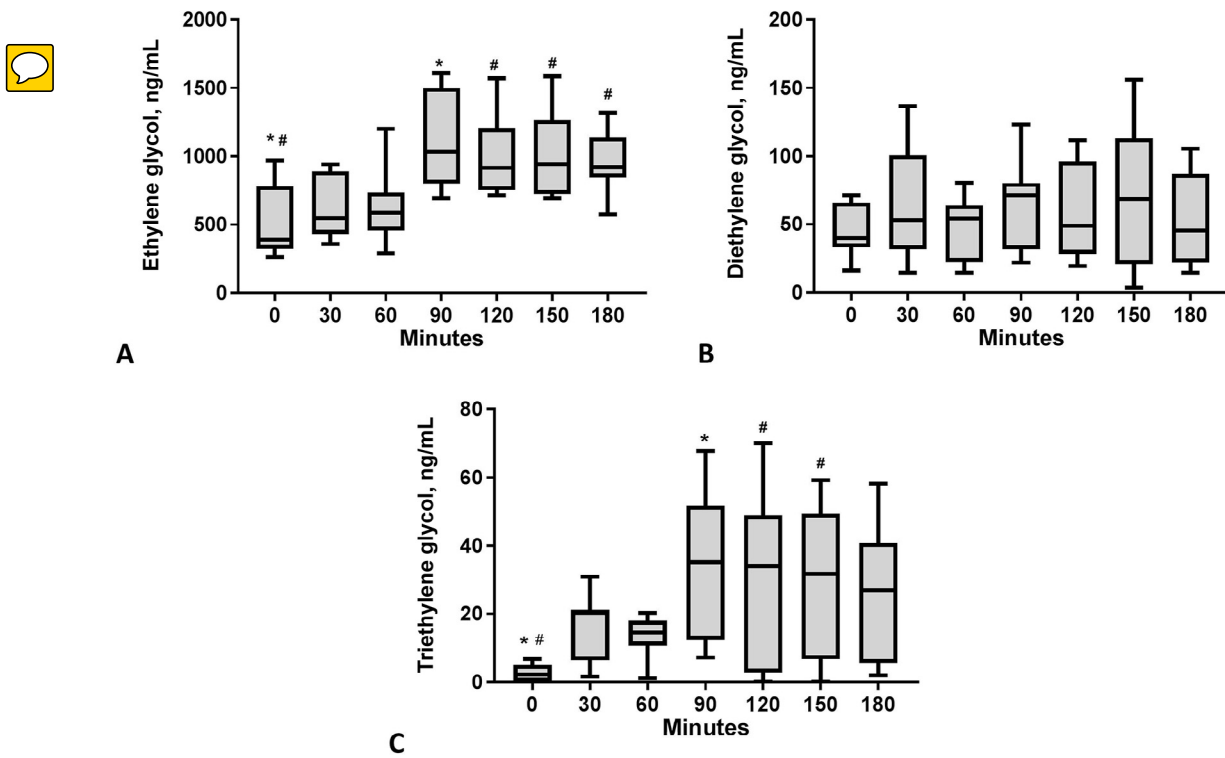 Ethylene glycol, ng/mL
2000
1500
1000
500
0
* #
*
#
#
#
0 30 60 90 120 150 180
Minutes
A
Diethylene glycol, ng/mL
200
150
100
50
0
0 30 60 90 120 150 180
Minutes
B
Triethylene glycol, ng/mL
80
60
40
20
0
* #
*
#
#
0 30 60 90 120 150 180
Minutes
C